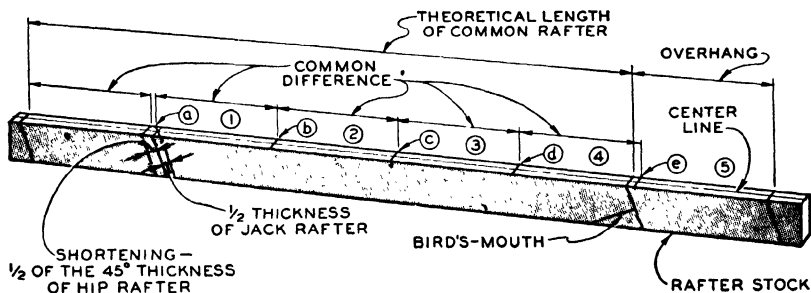 THEORETICAL LENGTH
OF COMMON RAFTER
OVERHANG
COMMON
DIFFERENCE
CENTER
LINE
a
1
b
2
c
3
d
4
e
5
1/2 THICKNESS
OF JACK RAFTER
BIRD'S-MOUTH
SHORTENING—
1/2 OF THE 45° THICKNESS
OF HIP RAFTER
RAFTER STOCK